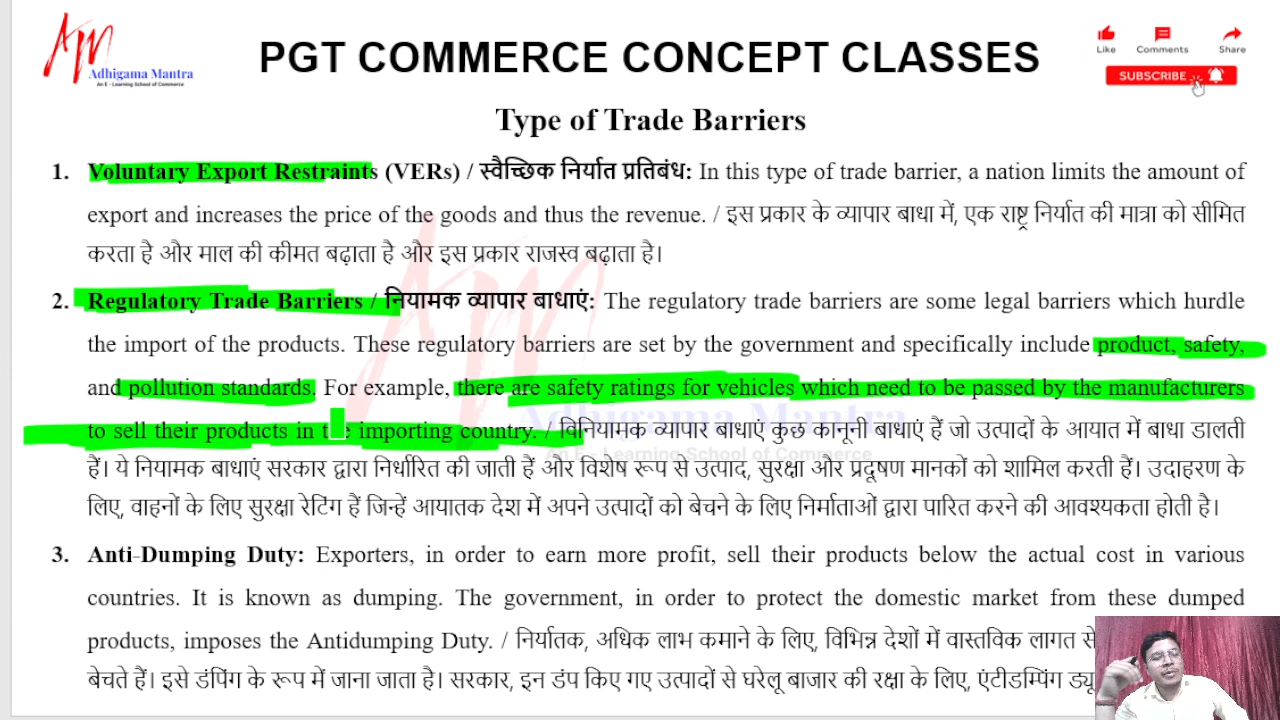 Adhigama Mantra
An E - Learning School of Commerce
PGT COMMERCE CONCEPT CLASSES
Like Comments Share
SUBSCRIBE
Type of Trade Barriers
1. Voluntary Export Restraints (VERs) / स्वैच्छिक निर्यात प्रतिबंध: In this type of trade barrier, a nation limits the amount of
export and increases the price of the goods and thus the revenue. / इस प्रकार के व्यापार बाधा में, एक राष्ट्र निर्यात की मात्रा को सीमित
करता है और माल की कीमत बढ़ाता है और इस प्रकार राजस्व बढ़ाता है।
2. Regulatory Trade Barriers / नियामक व्यापार बाधाएं: The regulatory trade barriers are some legal barriers which hurdle
the import of the products. These regulatory barriers are set by the government and specifically include product, safety,
and pollution standards. For example, there are safety ratings for vehicles which need to be passed by the manufacturers
to sell their products in the importing country. / विनियामक व्यापार बाधाएं कुछ कानूनी बाधाएं हैं जो उत्पादों के आयात में बाधा डालती
हैं। ये नियामक बाधाएं सरकार द्वारा निर्धारित की जाती हैं और विशेष रूप से उत्पाद, सुरक्षा और प्रदूषण मानकों को शामिल करती हैं। उदाहरण के
लिए, वाहनों के लिए सुरक्षा रेटिंग हैं जिन्हें आयातक देश में अपने उत्पादों को बेचने के लिए निर्माताओं द्वारा पारित करने की आवश्यकता होती है।
3. Anti-Dumping Duty: Exporters, in order to earn more profit, sell their products below the actual cost in various
countries. It is known as dumping. The government, in order to protect the domestic market from these dumped
products, imposes the Antidumping Duty. / निर्यातक, अधिक लाभ कमाने के लिए, विभिन्न देशों में वास्तविक लागत से
बेचते हैं। इसे डंपिंग के रूप में जाना जाता है। सरकार, इन डंप किए गए उत्पादों से घरेलू बाजार की रक्षा के लिए, एंटीडम्पिंग